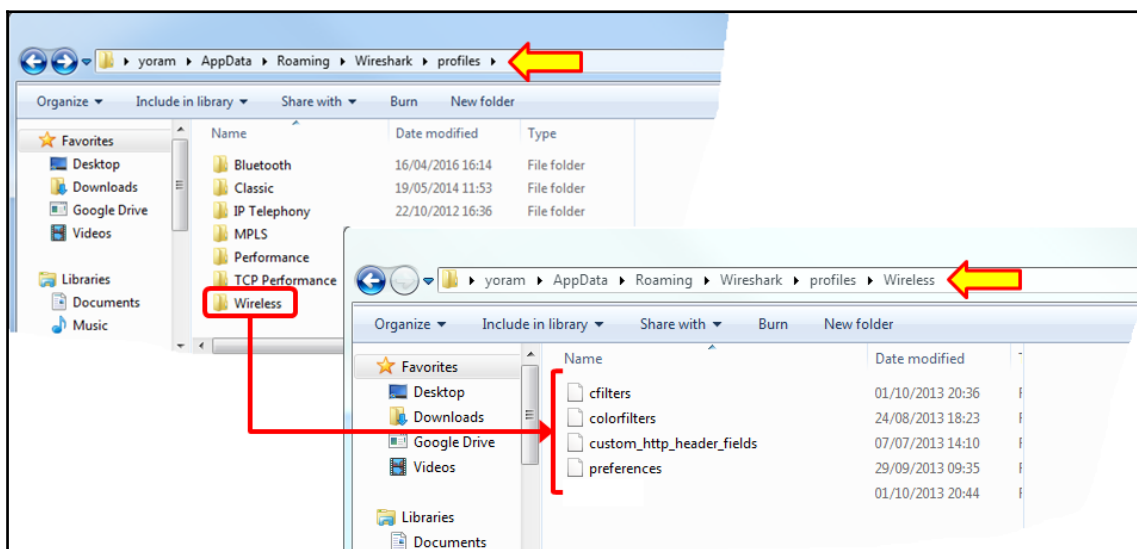 yoram AppData Roaming Wireshark profiles
Organize Include in library Share with Burn New folder
Favorites
Desktop
Downloads
Google Drive
Videos
Libraries
Documents
Music
Name Date modified Type
Bluetooth 16/04/2016 16:14 File folder
Classic 19/05/2014 11:53 File folder
IP Telephony 22/10/2012 16:36 File folder
MPLS
Performance
TCP Performance
Wireless
yoram AppData Roaming Wireshark profiles Wireless
Organize Include in library Share with Burn New folder
Favorites
Desktop
Downloads
Google Drive
Videos
Libraries
Documents
Name Date modified
cfilters 01/10/2013 20:36
colorfilters 24/08/2013 18:23
custom_http_header_fields 07/07/2013 14:10
preferences 29/09/2013 09:35
01/10/2013 20:44